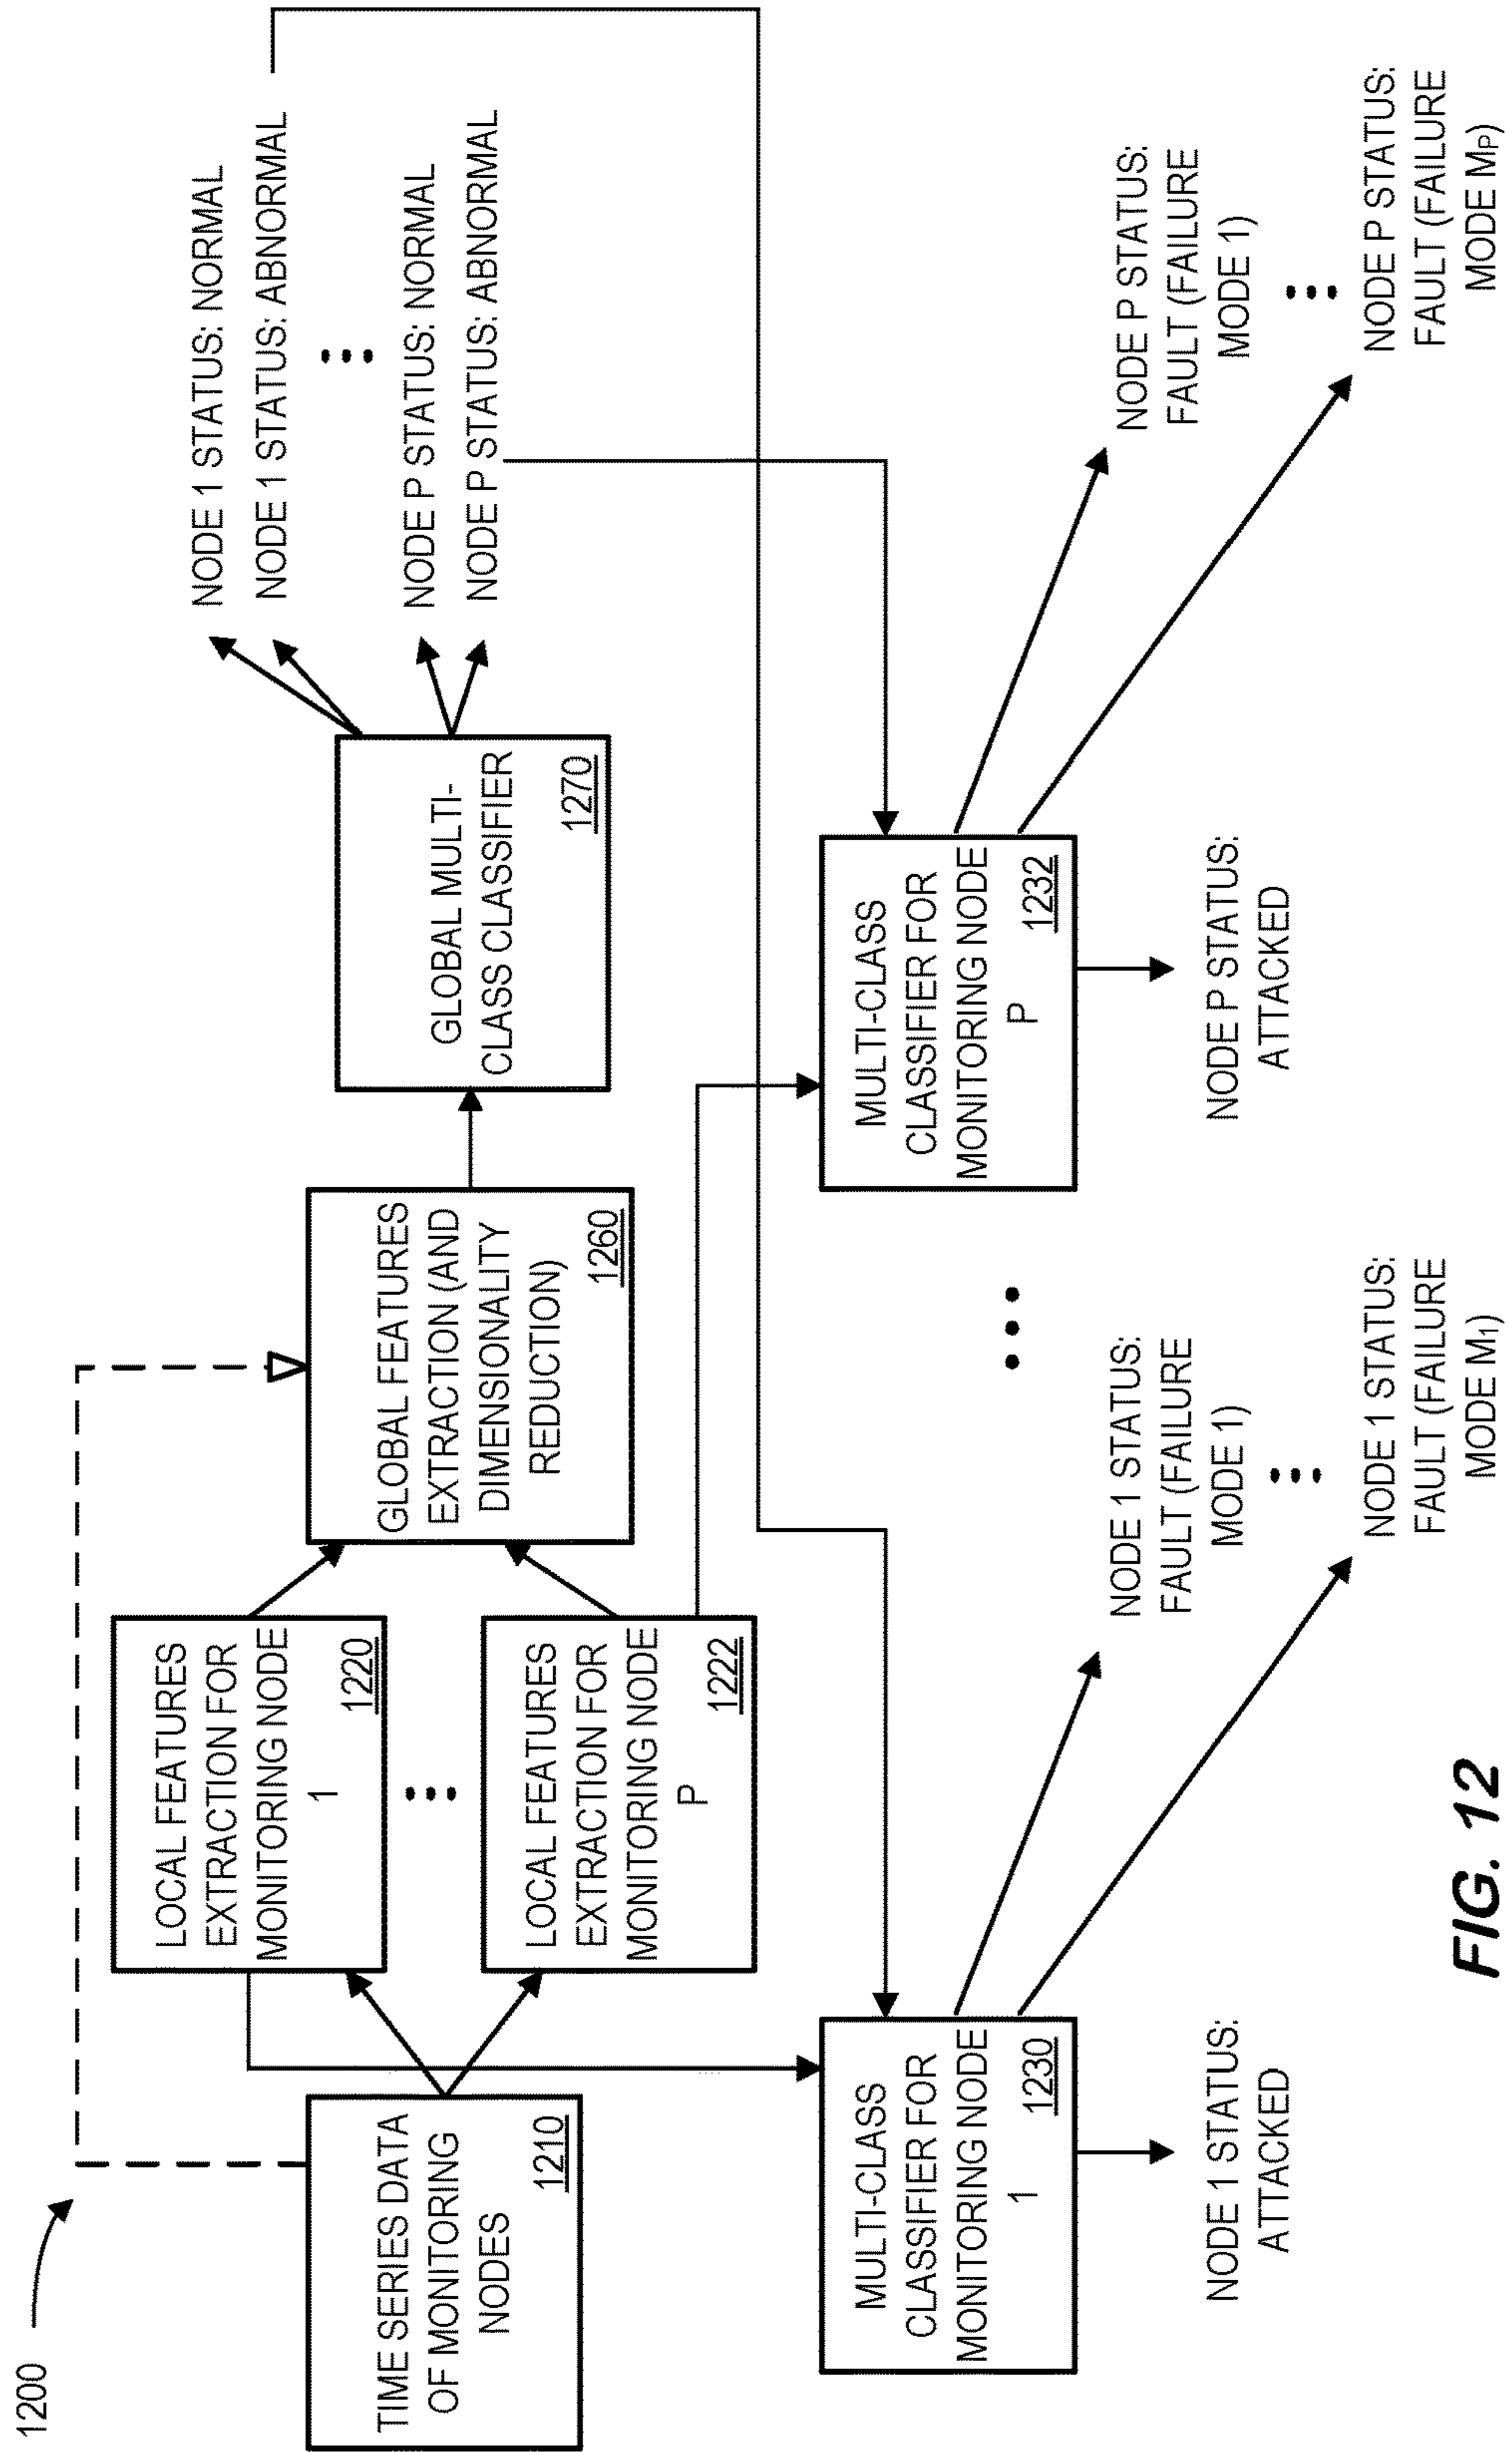 1200
TIME SERIES DATA
OF MONITORING
NODES
1210
LOCAL FEATURES
EXTRACTION FOR
MONITORING NODE
1
1220
LOCAL FEATURES
EXTRACTION FOR
MONITORING NODE
P
1222
GLOBAL FEATURES
EXTRACTION (AND
DIMENSIONALITY
REDUCTION)
1260
GLOBAL MULTI-
CLASS CLASSIFIER
1270
NODE 1 STATUS: NORMAL
NODE 1 STATUS: ABNORMAL
NODE P STATUS: NORMAL
NODE P STATUS: ABNORMAL
MULTI-CLASS
CLASSIFIER FOR
MONITORING NODE
1
1230
NODE 1 STATUS:
ATTACKED
NODE 1 STATUS:
FAULT (FAILURE
MODE 1)
NODE 1 STATUS:
FAULT (FAILURE
MODE M1)
MULTI-CLASS
CLASSIFIER FOR
MONITORING NODE
P
1232
NODE P STATUS:
ATTACKED
NODE P STATUS:
FAULT (FAILURE
MODE 1)
NODE P STATUS:
FAULT (FAILURE
MODE MP)
FIG. 12